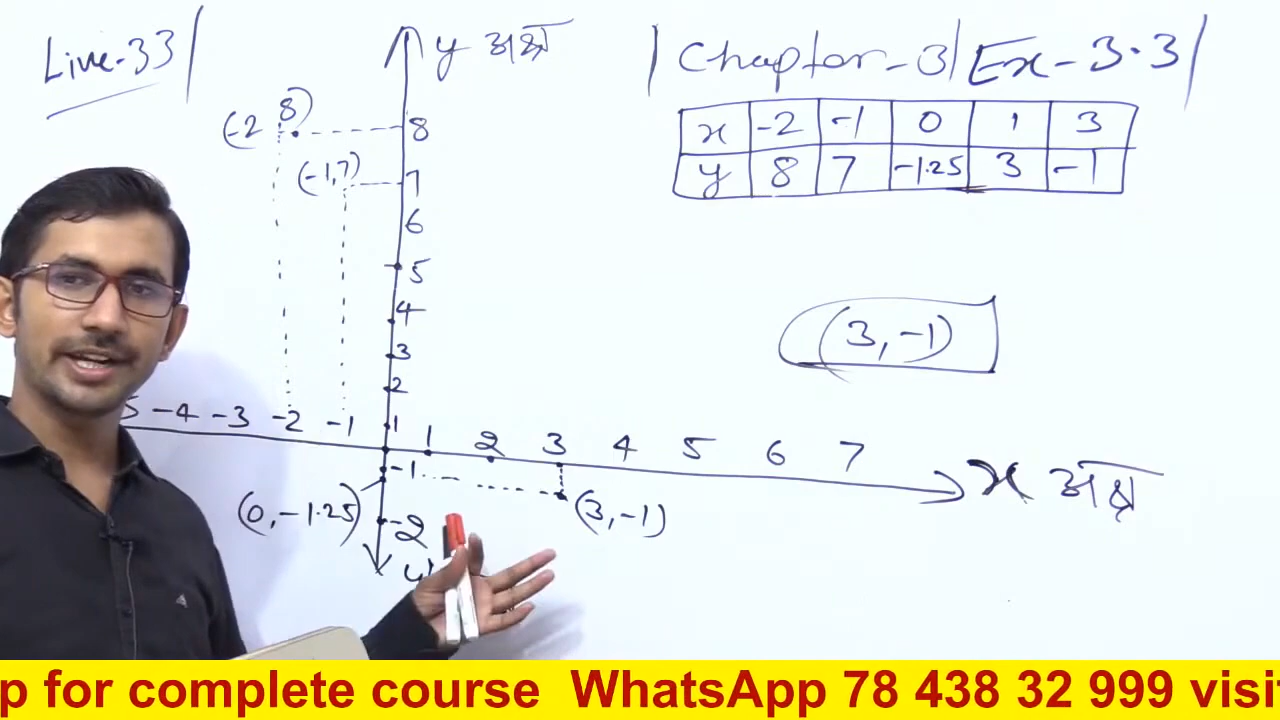 Live-33
y अक्ष
Chapter-3 Ex-3.3
x -2 -1 0 1 3
y 8 7 -1.25 3 -1
(-2 8)
8
(-1,7)
7
6
5
4
3
2
1
(3,-1)
-4 -3 -2 -1 1 2 3 4 5 6 7
x अक्ष
-1
(0,-1.25)
(3,-1)
-2
p for complete course WhatsApp 78 438 32 999 visi